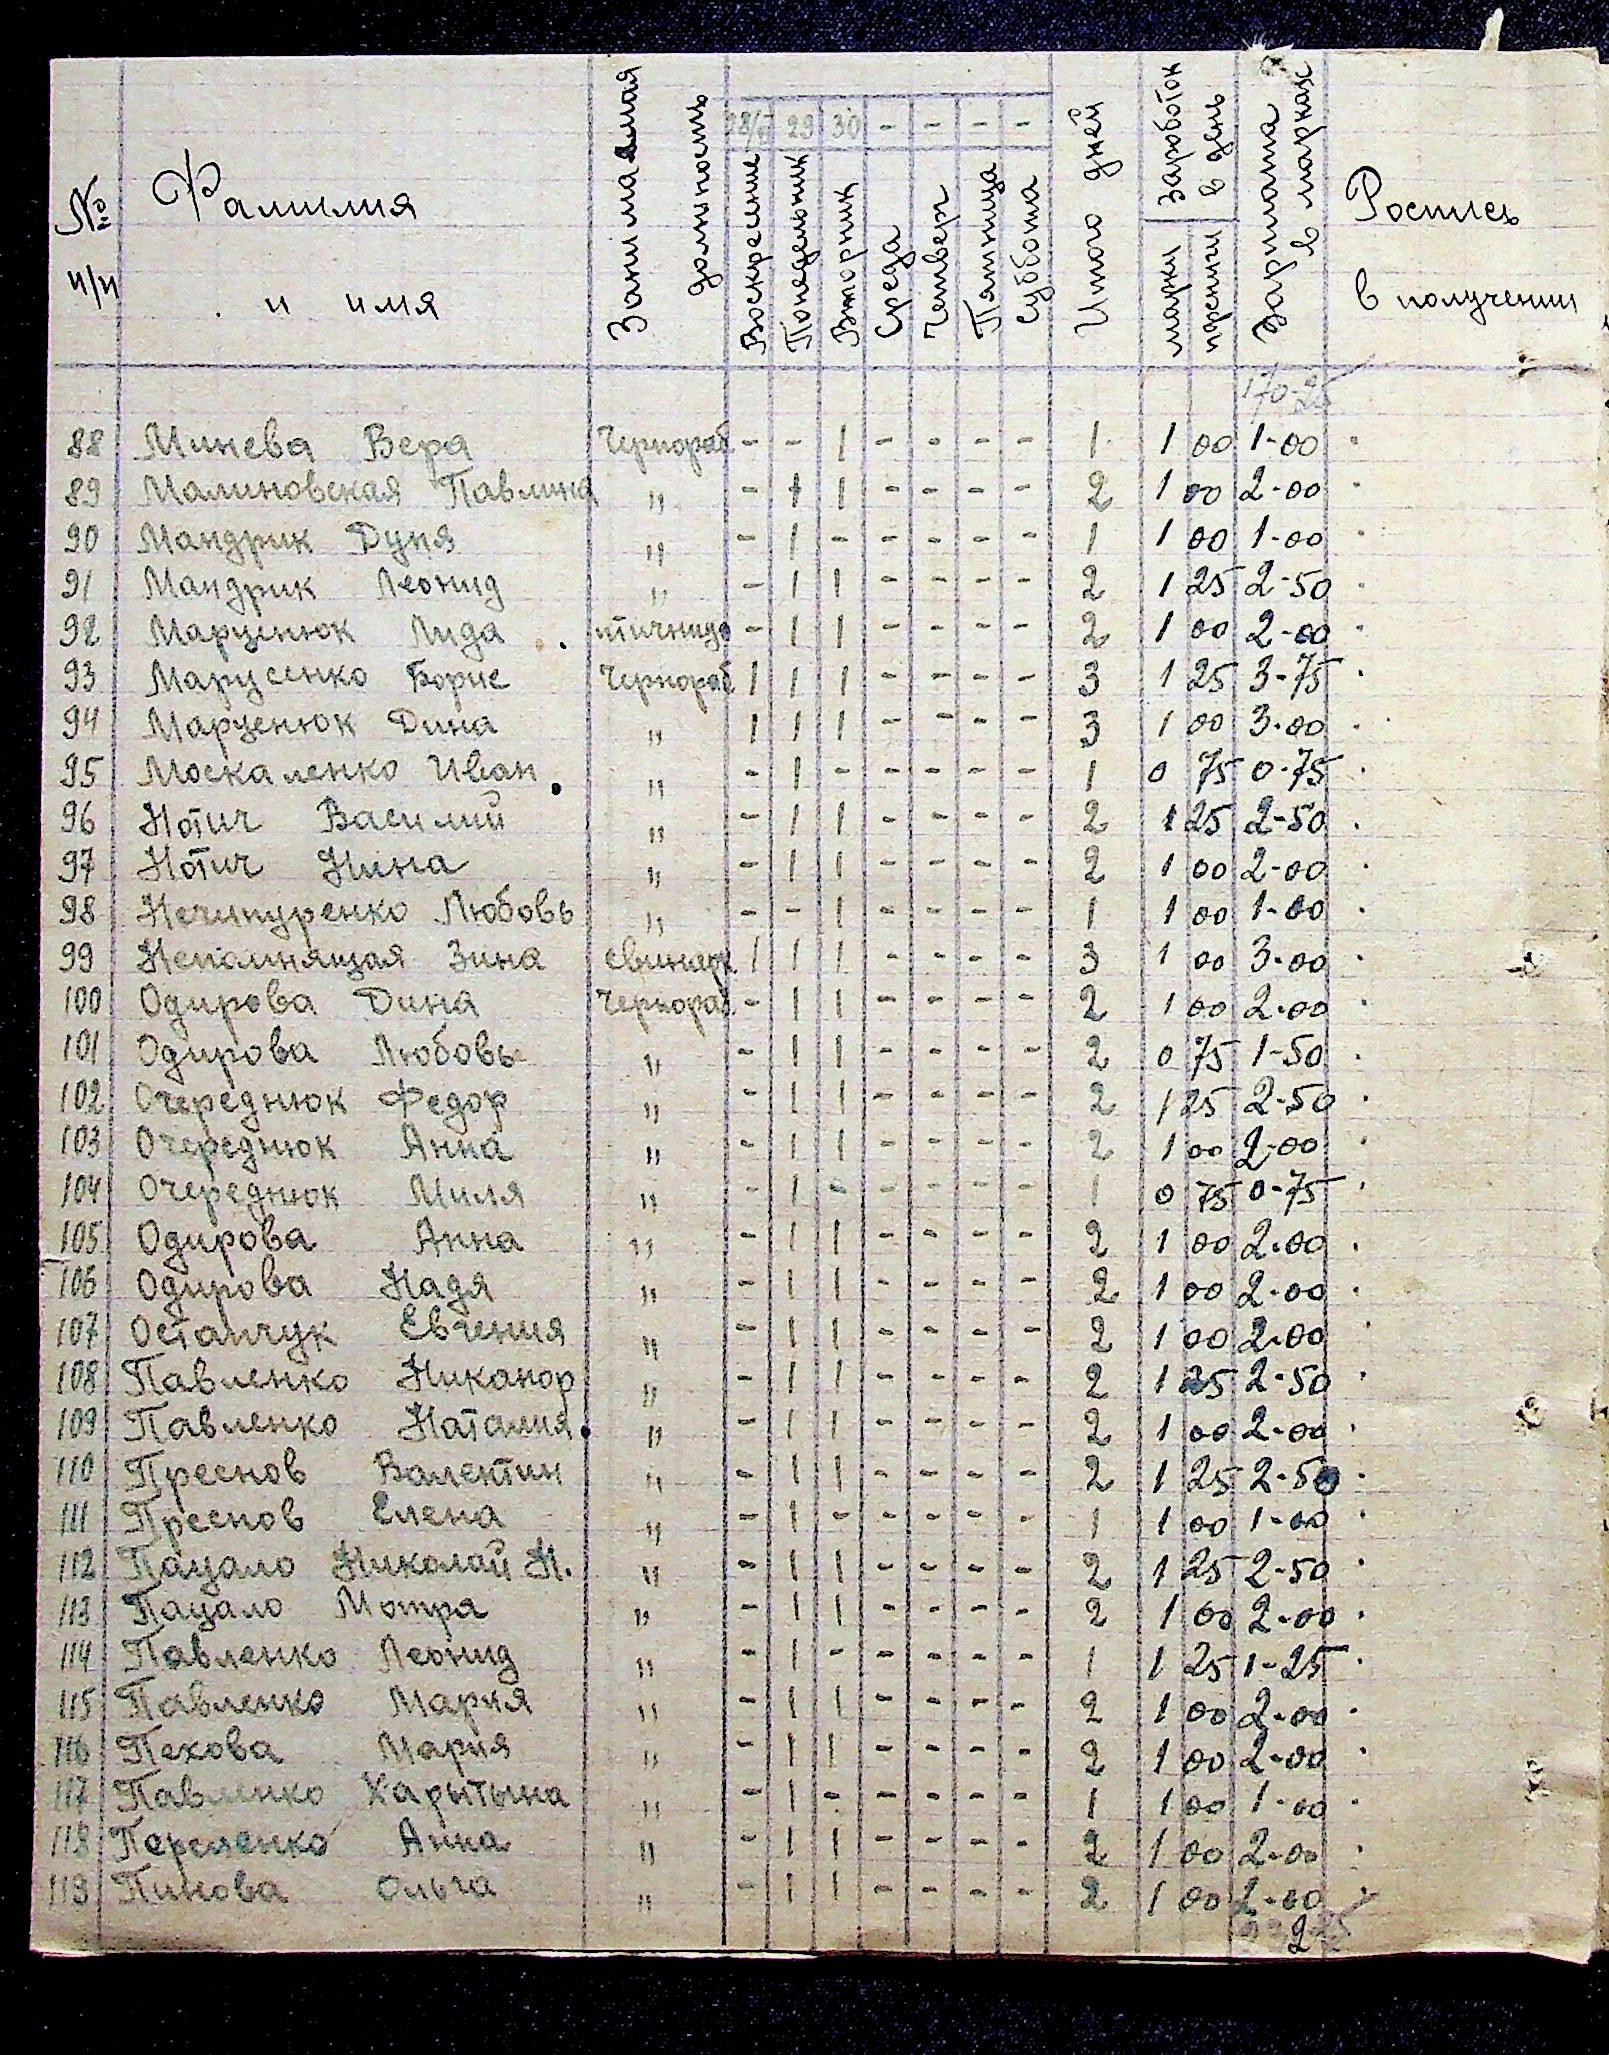 № п/п Фамилия и имя Занимаемая должность Воскресение Понедельник Вторник Среда Четверг Пятница Суббота Итого дней Зароботок в день марки пфенниги Зарплата в марках Роспись в получении
28/ 29 30 - - - -
170-25
88 Минева Вера Чернораб - - 1 - - - - 1 1 00 1-00
89 Малиновская Павлина " - 1 1 - - - - 2 1 00 2-00
90 Мандрик Дуня " - 1 - - - - - 1 1 00 1-00
91 Мандрик Леонид " - 1 1 - - - - 2 1 25 2-50
92 Марценюк Лида птичница - 1 1 - - - - 2 1 00 2-00
93 Марусенко Борис Чернораб 1 1 1 - - - - 3 1 25 3-75
94 Марценюк Дина " 1 1 1 - - - - 3 1 00 3-00
95 Москаленко Иван " - 1 - - - - - 1 0 75 0-75
96 Нотич Василий " - 1 1 - - - - 2 1 25 2-50
97 Нотич Нина " - 1 1 - - - - 2 1 00 2-00
98 Нечипуренко Любовь " - - 1 - - - - 1 1 00 1-00
99 Непомнящая Зина свинарк 1 1 1 - - - - 3 1 00 3-00
100 Одирова Дина Чернораб. - 1 1 - - - - 2 1 00 2-00
101 Одирова Любовь " - 1 1 - - - - 2 0 75 1-50
102 Очереднюк Федор " - 1 1 - - - - 2 1 25 2-50
103 Очереднюк Анна " - 1 1 - - - - 2 1 00 2-00
104 Очереднюк Миля " - 1 - - - - - 1 0 75 0-75
105 Одирова Анна " - 1 1 - - - - 2 1 00 2-00
106 Одирова Надя " - 1 1 - - - - 2 1 00 2-00
107 Остапчук Евгения " - 1 1 - - - - 2 1 00 2-00
108 Павленко Никанор " - 1 1 - - - - 2 1 25 2-50
109 Павленко Наталия " - 1 1 - - - - 2 1 00 2-00
110 Преснов Валентин " - 1 1 - - - - 2 1 25 2-50
111 Преснов Елена " - 1 - - - - - 1 1 00 1-00
112 Пацало Николай Н. " - 1 1 - - - - 2 1 25 2-50
113 Пацало Мотря " - 1 1 - - - - 2 1 00 2-00
114 Павленко Леонид " - 1 - - - - - 1 1 25 1-25
115 Павленко Мария " - 1 1 - - - - 2 1 00 2-00
116 Пехова Мария " - 1 1 - - - - 2 1 00 2-00
117 Павленко Харытына " - 1 - - - - - 1 1 00 1-00
118 Персленко Анна " - 1 1 - - - - 2 1 00 2-00
119 Пинова Ольга " - 1 1 - - - - 2 1 00 2-00